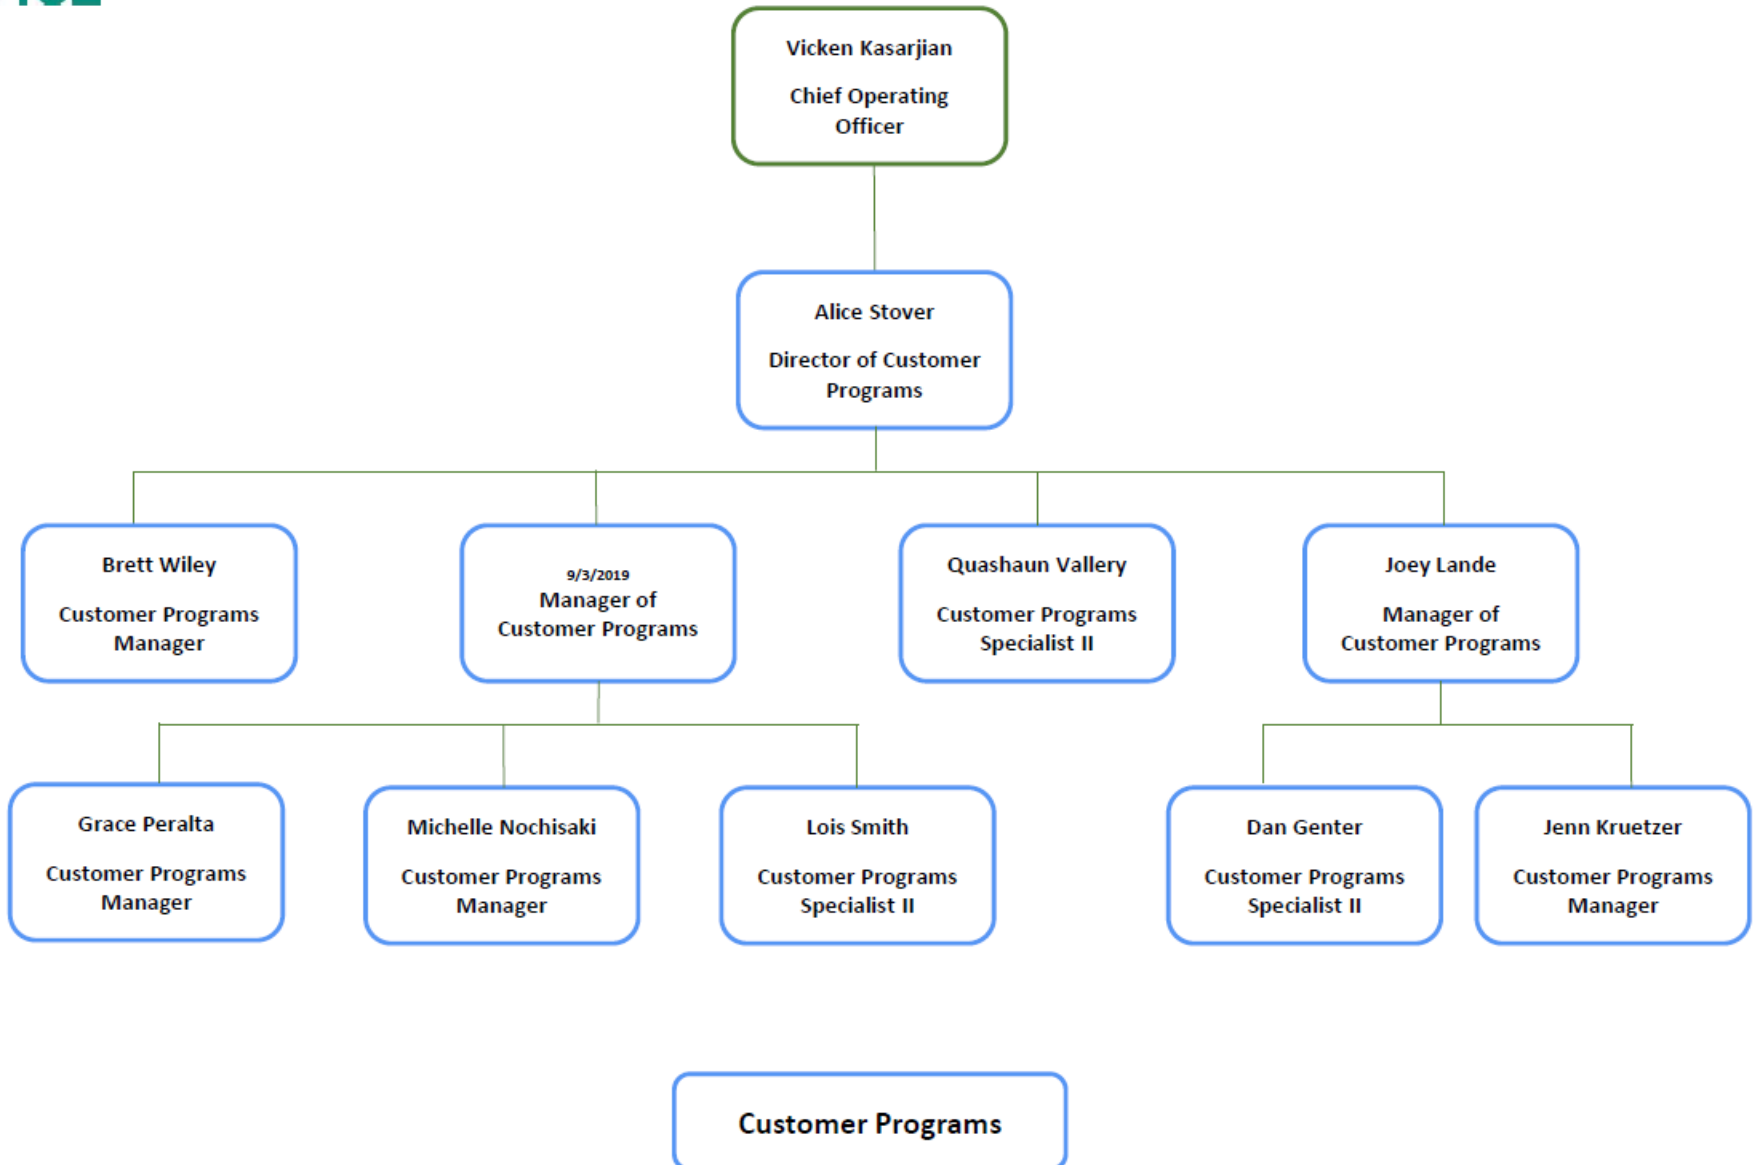 Vicken Kasarjian
Chief Operating
Officer
Alice Stover
Director of Customer
Programs
Brett Wiley
Customer Programs
Manager
9/3/2019
Manager of
Customer Programs
Quashaun Vallery
Customer Programs
Specialist II
Joey Lande
Manager of
Customer Programs
Grace Peralta
Customer Programs
Manager
Michelle Nochisaki
Customer Programs
Manager
Lois Smith
Customer Programs
Specialist II
Dan Genter
Customer Programs
Specialist II
Jenn Kruetzer
Customer Programs
Manager
Customer Programs